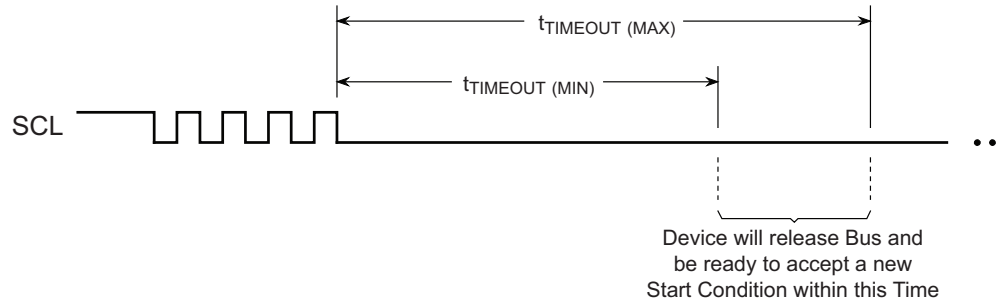 tTIMEOUT (MAX)
tTIMEOUT (MIN)
SCL
Device will release Bus and
be ready to accept a new
Start Condition within this Time